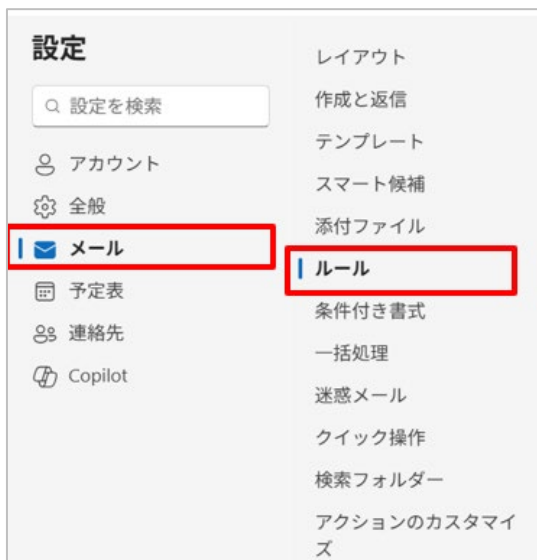 設定
設定を検索
アカウント
全般
メール
予定表
連絡先
Copilot
レイアウト
作成と返信
テンプレート
スマート候補
添付ファイル
ルール
条件付き書式
一括処理
迷惑メール
クイック操作
検索フォルダー
アクションのカスタマイ
ズ